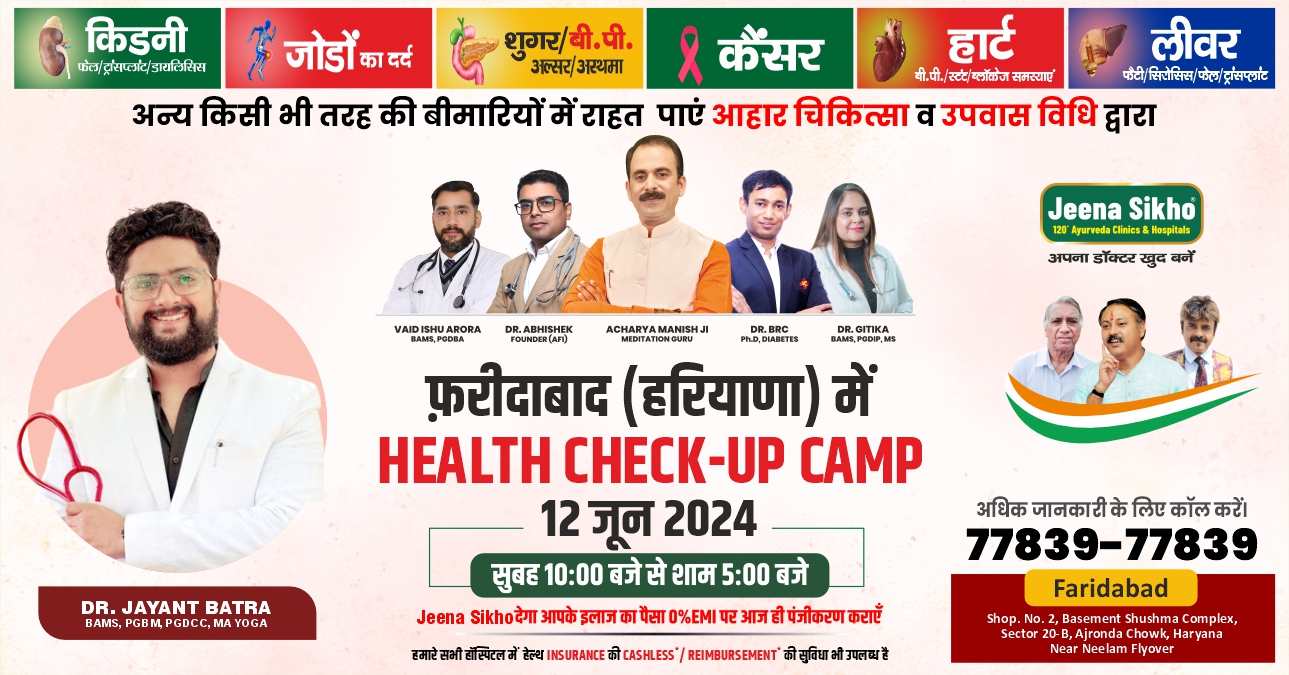 किडनी
फेल/ट्रांसप्लांट/डायलिसिस
जोड़ों का दर्द
शुगर/बी.पी.
अल्सर/अस्थमा
कैंसर
हार्ट
बी.पी./स्टंट/ब्लॉकेज समस्याएं
लीवर
फैटी/सिरोसिस/फेल/ट्रांसप्लांट
अन्य किसी भी तरह की बीमारियों में राहत पाएं आहार चिकित्सा व उपवास विधि द्वारा
Jeena Sikho®
120+ Ayurveda Clinics & Hospitals
अपना डॉक्टर खुद बनें
VAID ISHU ARORA
BAMS, PGDBA
DR. ABHISHEK
FOUNDER (AFI)
ACHARYA MANISH JI
MEDITATION GURU
DR. BRC
Ph.D, DIABETES
DR. GITIKA
BAMS, PGDIP, MS
फ़रीदाबाद (हरियाणा) में
HEALTH CHECK-UP CAMP
12 जून 2024
सुबह 10:00 बजे से शाम 5:00 बजे
Jeena Sikho देगा आपके इलाज का पैसा 0% EMI पर आज ही पंजीकरण कराएँ
हमारे सभी हॉस्पिटल में हेल्थ INSURANCE की CASHLESS*/ REIMBURSEMENT* की सुविधा भी उपलब्ध है
DR. JAYANT BATRA
BAMS, PGBM, PGDCC, MA YOGA
अधिक जानकारी के लिए कॉल करें।
77839-77839
Faridabad
Shop. No. 2, Basement Shushma Complex,
Sector 20-B, Ajronda Chowk, Haryana
Near Neelam Flyover